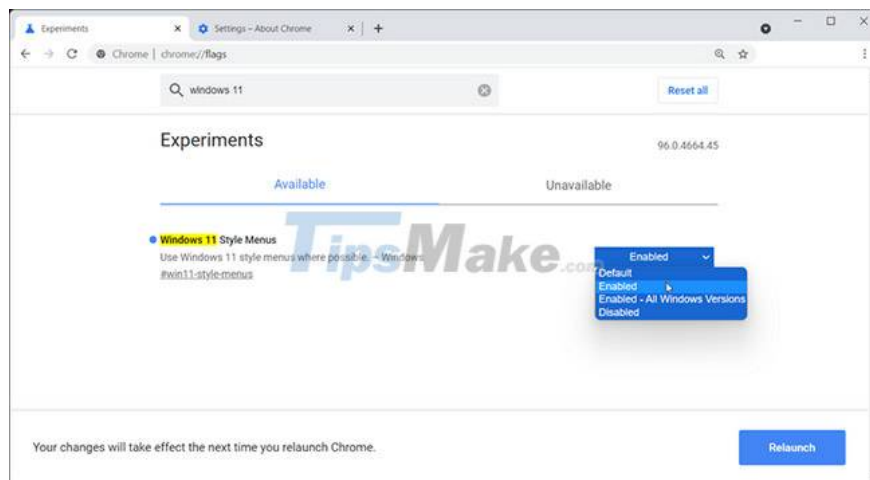 Experiments
Settings – About Chrome
Chrome | chrome://flags
windows 11
Reset all
Experiments
96.0.4664.45
Available
Unavailable
Windows 11 Style Menus
Use Windows 11 style menus where possible. – Windows
#win11-style-menus
TipsMake.com
Enabled
Default
Enabled
Enabled - All Windows Versions
Disabled
Your changes will take effect the next time you relaunch Chrome.
Relaunch